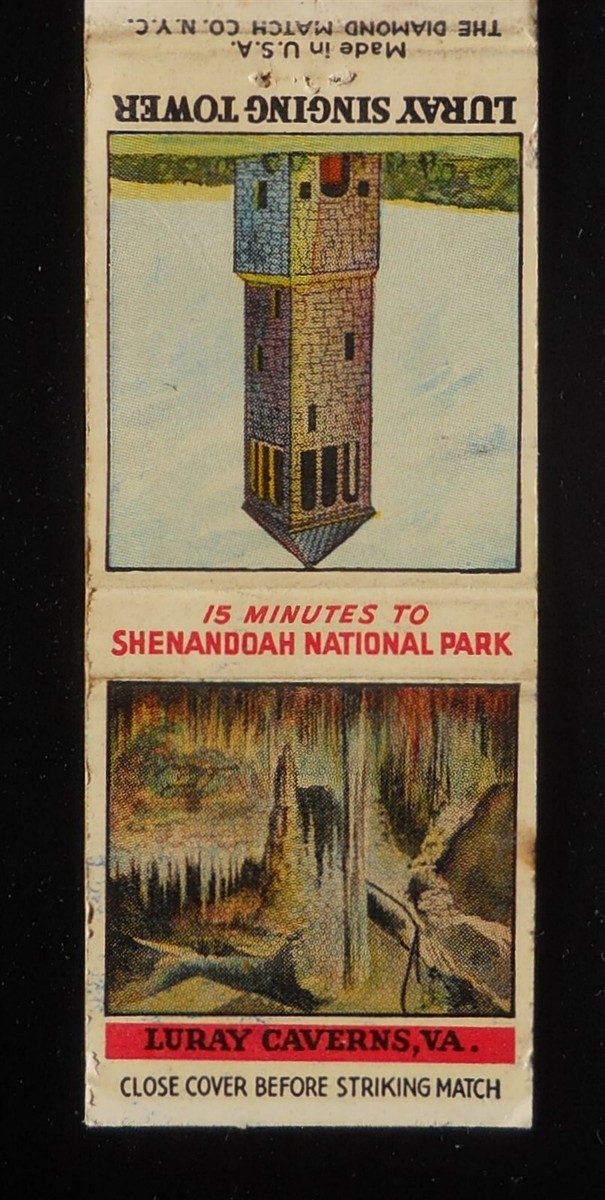 THE DIAMOND MATCH CO. N.Y.C.
Made in U.S.A.
LURAY SINGING TOWER
15 MINUTES TO
SHENANDOAH NATIONAL PARK
LURAY CAVERNS, VA.
CLOSE COVER BEFORE STRIKING MATCH